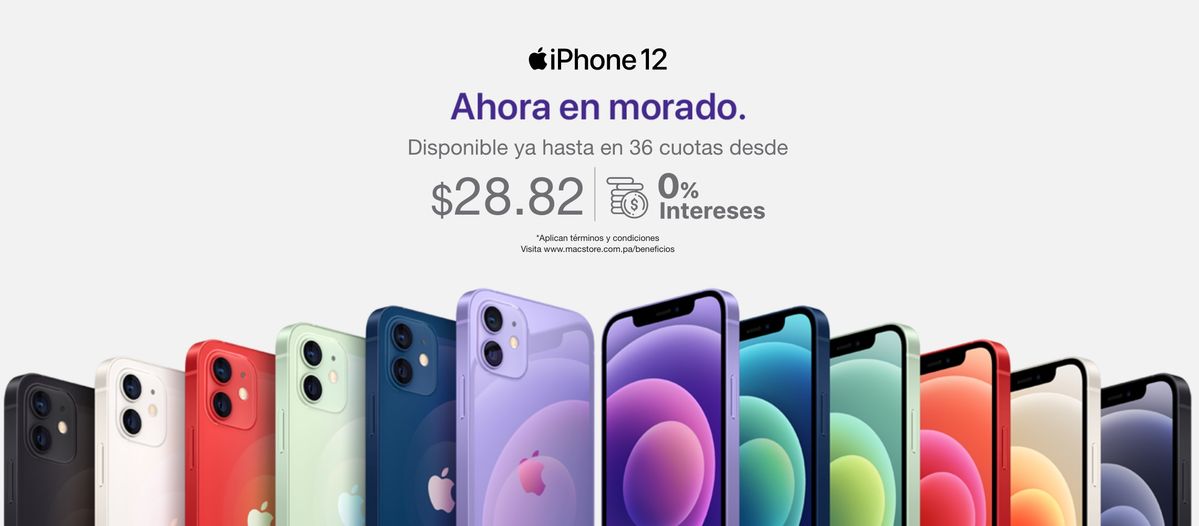 iPhone 12
Ahora en morado.
Disponible ya hasta en 36 cuotas desde
$28.82
0%
Intereses
*Aplican términos y condiciones
Visita www.macstore.com.pa/beneficios